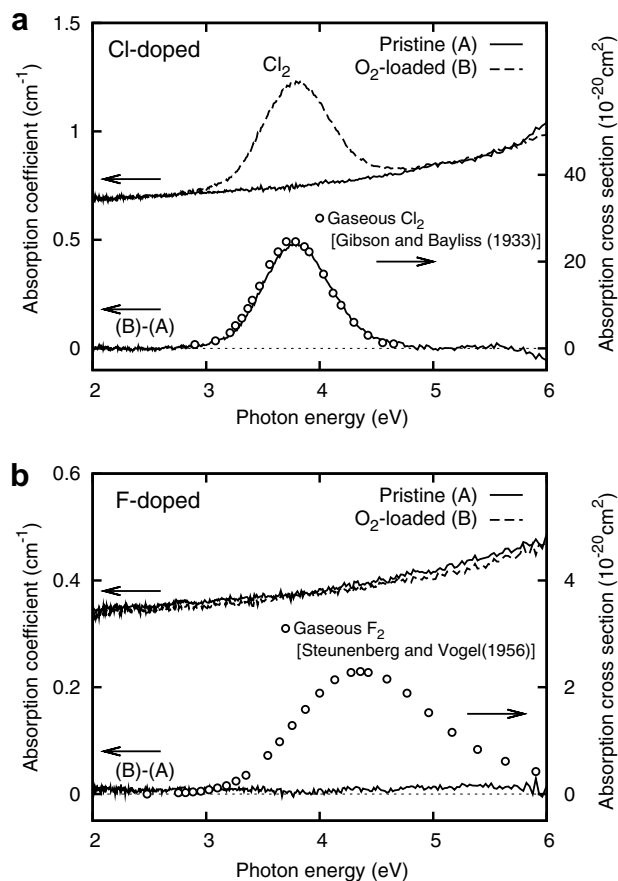 a
Cl-doped
Pristine (A)
O2-loaded (B)
Cl2
Gaseous Cl2
[Gibson and Bayliss (1933)]
(B)-(A)
Absorption coefficient (cm-1)
0
0.5
1
1.5
Absorption cross section (10-20cm2)
0
20
40
2 3 4 5 6
Photon energy (eV)
b
F-doped
Pristine (A)
O2-loaded (B)
Gaseous F2
[Steunenberg and Vogel(1956)]
(B)-(A)
Absorption coefficient (cm-1)
0
0.2
0.4
0.6
Absorption cross section (10-20cm2)
0
2
4
2 3 4 5 6
Photon energy (eV)